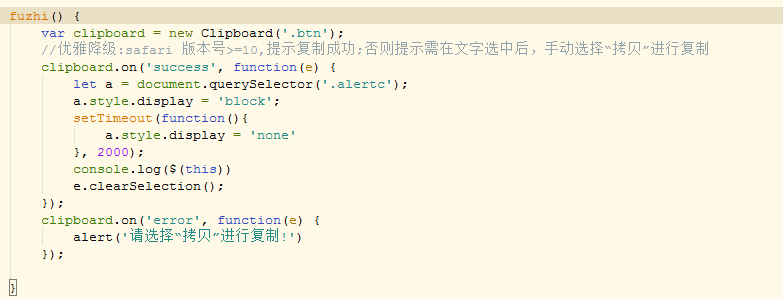 fuzhi() {
var clipboard = new Clipboard('.btn');
//优雅降级:safari 版本号>=10,提示复制成功;否则提示需在文字选中后，手动选择“拷贝”进行复制
clipboard.on('success', function(e) {
let a = document.querySelector('.alertc');
a.style.display = 'block';
setTimeout(function(){
a.style.display = 'none'
}, 2000);
console.log($(this))
e.clearSelection();
});
clipboard.on('error', function(e) {
alert('请选择“拷贝”进行复制!')
});
}